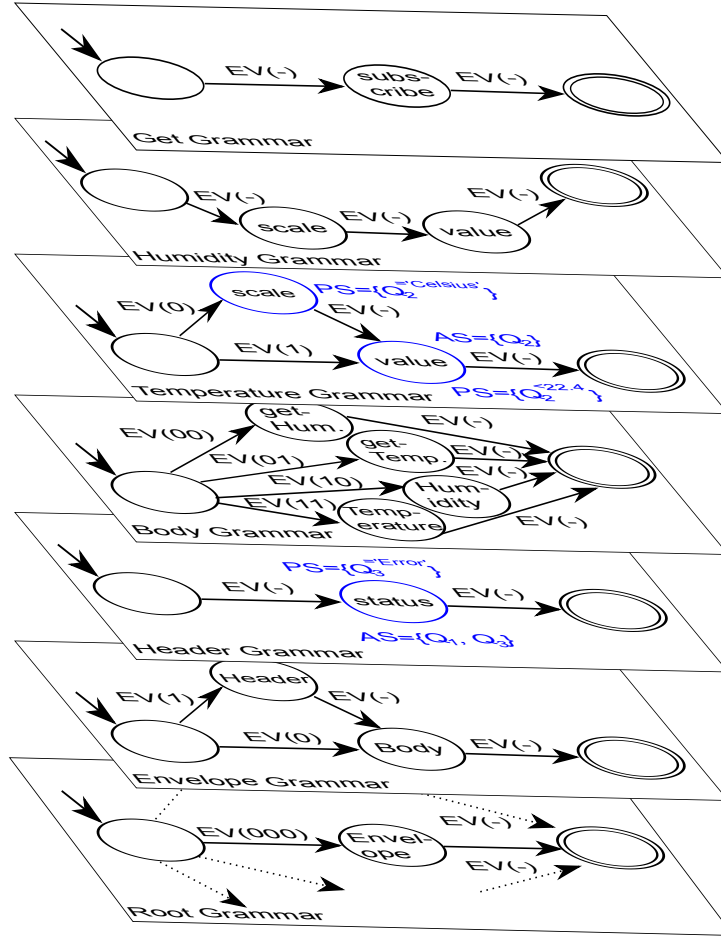 EV(-)
subs-
cribe
EV(-)
Get Grammar
EV(-)
scale
EV(-)
value
EV(-)
Humidity Grammar
EV(0)
scale
PS={Q2='Celsius'}
EV(-)
EV(1)
value
AS={Q2}
EV(-)
PS={Q2<22.4}
Temperature Grammar
EV(00)
get-
Hum.
EV(-)
EV(01)
get-
Temp.
EV(-)
EV(10)
Hum-
idity
EV(-)
EV(11)
Temp-
erature
EV(-)
Body Grammar
PS={Q3='Error'}
EV(-)
status
EV(-)
AS={Q1, Q3}
Header Grammar
EV(1)
Header
EV(-)
EV(0)
Body
EV(-)
Envelope Grammar
EV(000)
Envel-
ope
EV(-)
EV(-)
Root Grammar